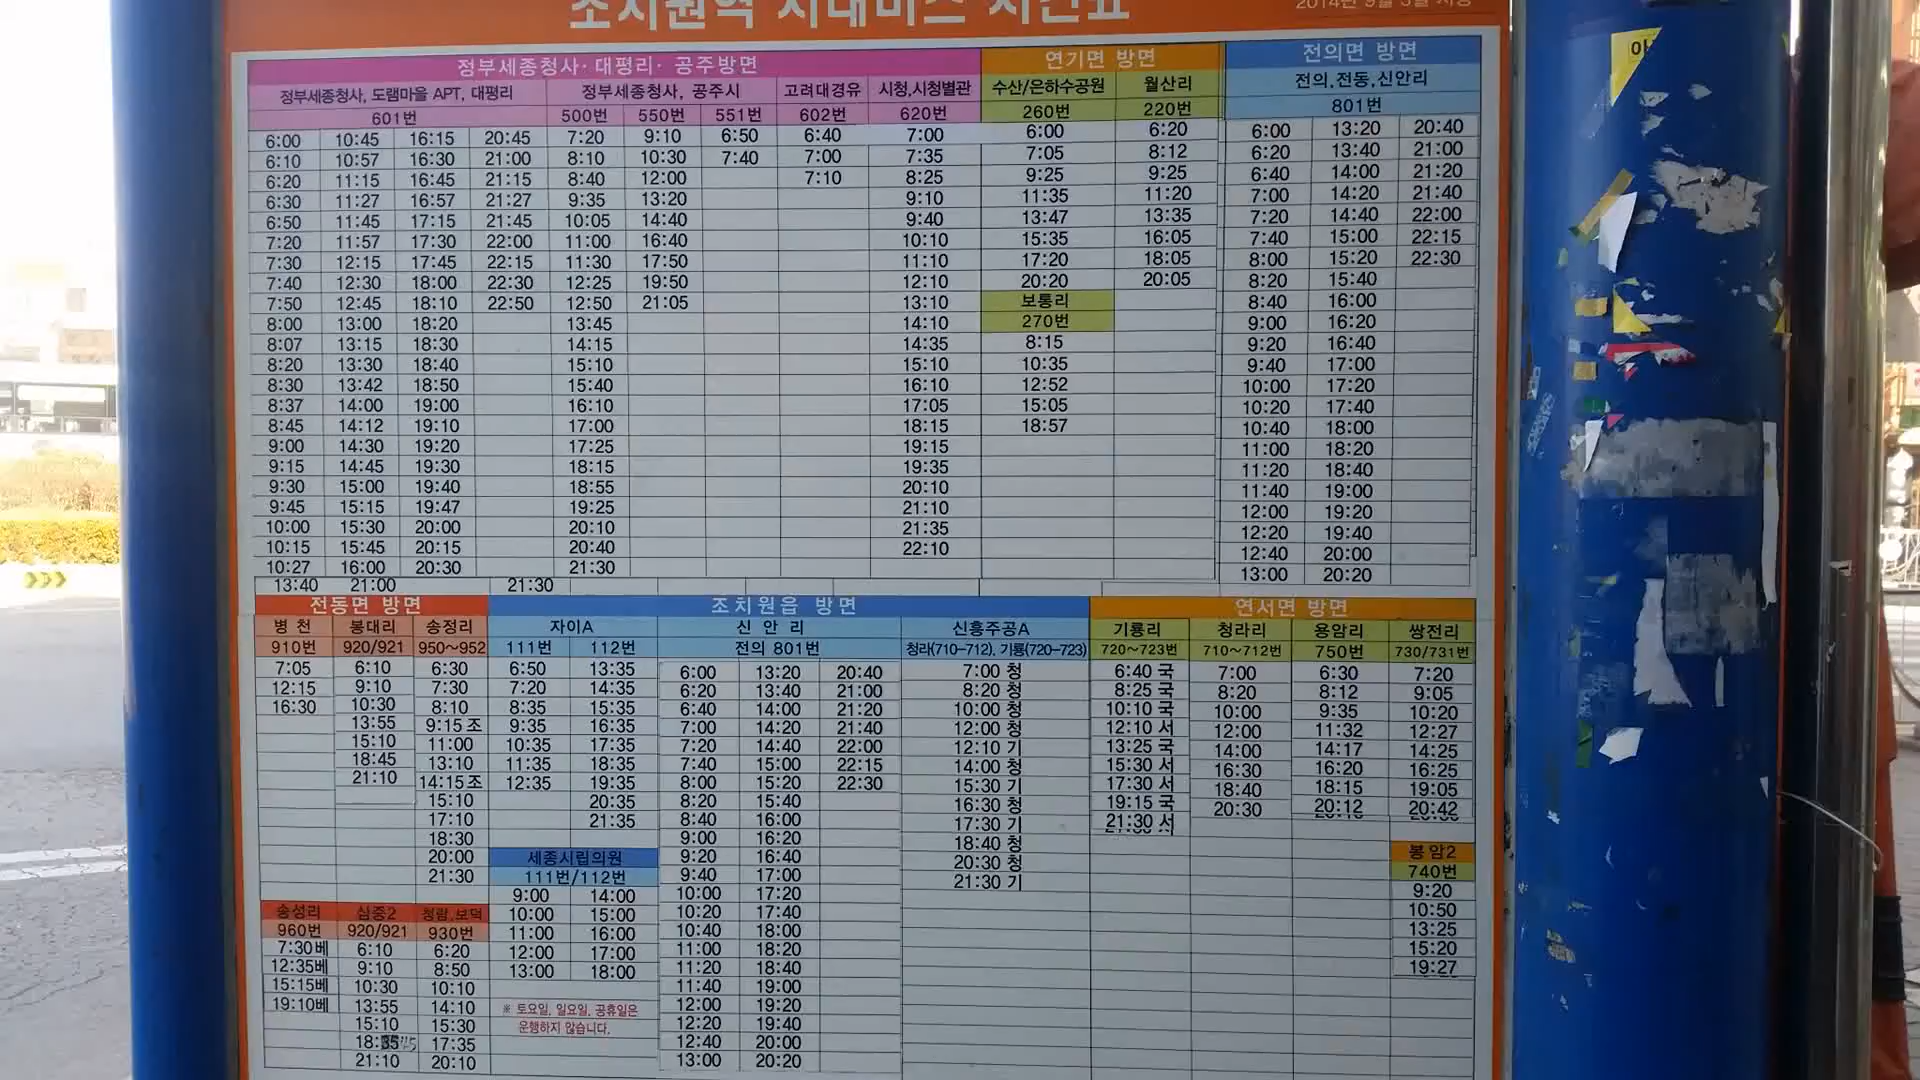 조치원역 시내버스 시간표
2014년 9월 5일 시행
정부세종청사·대평리·공주방면 연기면 방면 전의면 방면
정부세종청사, 도램마을 APT, 대평리 정부세종청사, 공주시 고려대경유 시청,시청별관 수산/은하수공원 월산리 전의,전동,신안리
601번 500번 550번 551번 602번 620번 260번 220번 801번
6:00 10:45 16:15 20:45 7:20 9:10 6:50 6:40 7:00 6:00 6:20 6:00 13:20 20:40
6:10 10:57 16:30 21:00 8:10 10:30 7:40 7:00 7:35 7:05 8:12 6:20 13:40 21:00
6:20 11:15 16:45 21:15 8:40 12:00 7:10 8:25 9:25 9:25 6:40 14:00 21:20
6:30 11:27 16:57 21:27 9:35 13:20 9:10 11:35 11:20 7:00 14:20 21:40
6:50 11:45 17:15 21:45 10:05 14:40 9:40 13:47 13:35 7:20 14:40 22:00
7:20 11:57 17:30 22:00 11:00 16:40 10:10 15:35 16:05 7:40 15:00 22:15
7:30 12:15 17:45 22:15 11:30 17:50 11:10 17:20 18:05 8:00 15:20 22:30
7:40 12:30 18:00 22:30 12:25 19:50 12:10 20:20 20:05 8:20 15:40
7:50 12:45 18:10 22:50 12:50 21:05 13:10 보통리 8:40 16:00
8:00 13:00 18:20 13:45 14:10 270번 9:00 16:20
8:07 13:15 18:30 14:15 14:35 8:15 9:20 16:40
8:20 13:30 18:40 15:10 15:10 10:35 9:40 17:00
8:30 13:42 18:50 15:40 16:10 12:52 10:00 17:20
8:37 14:00 19:00 16:10 17:05 15:05 10:20 17:40
8:45 14:12 19:10 17:00 18:15 18:57 10:40 18:00
9:00 14:30 19:20 17:25 19:15 11:00 18:20
9:15 14:45 19:30 18:15 19:35 11:20 18:40
9:30 15:00 19:40 18:55 20:10 11:40 19:00
9:45 15:15 19:47 19:25 21:10 12:00 19:20
10:00 15:30 20:00 20:10 21:35 12:20 19:40
10:15 15:45 20:15 20:40 22:10 12:40 20:00
10:27 16:00 20:30 21:30 13:00 20:20
13:40 21:00 21:30
전동면 방면 조치원읍 방면 연서면 방면
병천 봉대리 송정리 자이A 신안리 신흥주공A 기룡리 청라리 용암리 쌍전리
910번 920/921 950~952 111번 112번 전의 801번 청라(710-712), 기룡(720-723) 720~723번 710~712번 750번 730/731번
7:05 6:10 6:30 6:50 13:35 6:00 13:20 20:40 7:00 청 6:40 국 7:00 6:30 7:20
12:15 9:10 7:30 7:20 14:35 6:20 13:40 21:00 8:20 청 8:25 국 8:20 8:12 9:05
16:30 10:30 8:10 8:35 15:35 6:40 14:00 21:20 10:00 청 10:10 국 10:00 9:35 10:20
13:55 9:15 조 9:35 16:35 7:00 14:20 21:40 12:00 청 12:10 서 12:00 11:32 12:27
15:10 11:00 10:35 17:35 7:20 14:40 22:00 12:10 기 13:25 국 14:00 14:17 14:25
18:45 13:10 11:35 18:35 7:40 15:00 22:15 14:00 청 15:30 서 16:30 16:20 16:25
21:10 14:15 조 12:35 19:35 8:00 15:20 22:30 15:30 기 17:30 서 18:40 18:15 19:05
15:10 20:35 8:20 15:40 16:30 청 19:15 국 20:30 20:12 20:42
17:10 21:35 8:40 16:00 17:30 기 21:30 서
18:30 9:00 16:20 18:40 청
20:00 세종시립의원 9:20 16:40 20:30 청 봉암2
21:30 111번/112번 9:40 17:00 21:30 기 740번
9:00 14:00 10:00 17:20 9:20
송성리 심중2 청람,보덕 10:00 15:00 10:20 17:40 10:50
960번 920/921 930번 11:00 16:00 10:40 18:00 13:25
7:30베 6:10 6:20 12:00 17:00 11:00 18:20 15:20
12:35베 9:10 8:50 13:00 18:00 11:20 18:40 19:27
15:15베 10:30 10:10 11:40 19:00
19:10베 13:55 14:10 ※ 토요일, 일요일, 공휴일은 12:00 19:20
15:10 15:30 운행하지 않습니다. 12:20 19:40
17:35 12:40 20:00
21:10 20:10 13:00 20:20